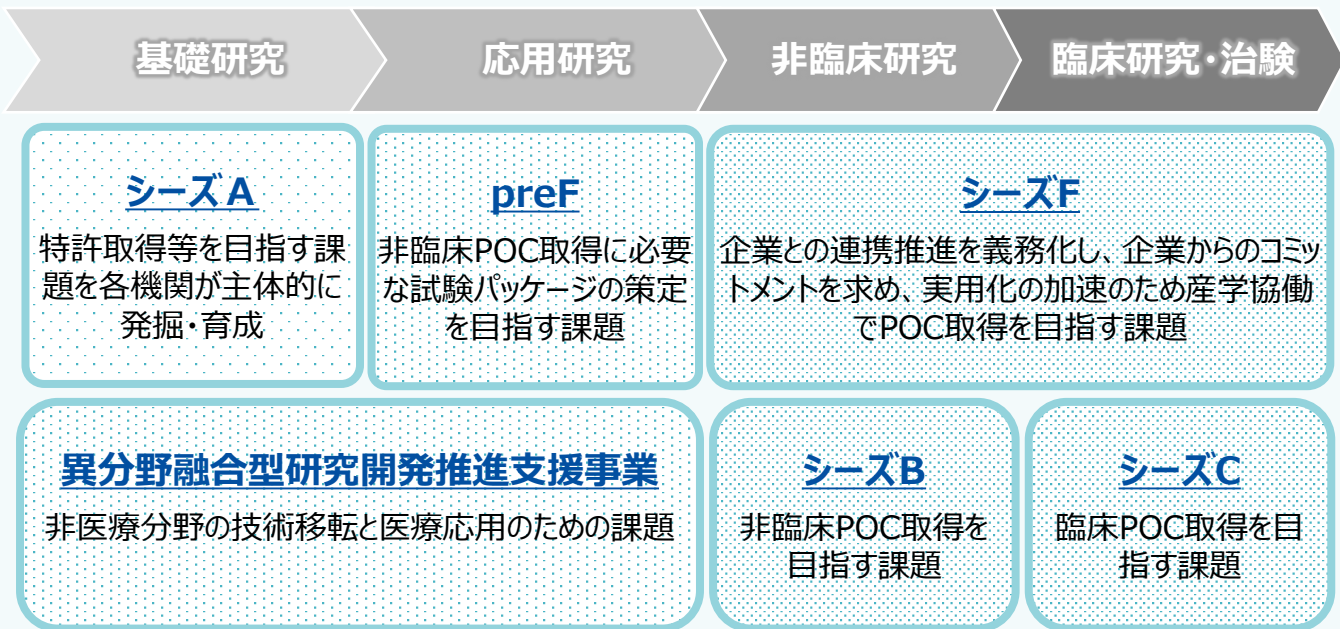 基礎研究
応用研究
非臨床研究
臨床研究・治験
シーズA
特許取得等を目指す課
題を各機関が主体的に
発掘・育成
preF
非臨床POC取得に必要
な試験パッケージの策定
を目指す課題
シーズF
企業との連携推進を義務化し、企業からのコミッ
トメントを求め、実用化の加速のため産学協働
でPOC取得を目指す課題
異分野融合型研究開発推進支援事業
非医療分野の技術移転と医療応用のための課題
シーズB
非臨床POC取得を
目指す課題
シーズC
臨床POC取得を目
指す課題